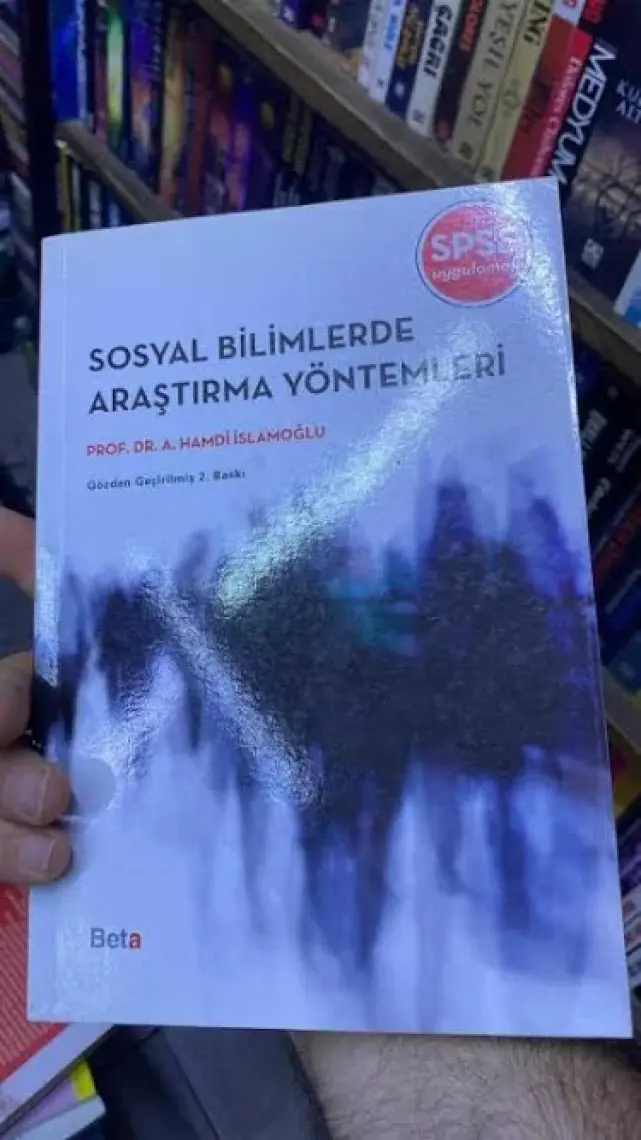 ÇAĞRI
YEŞİL YOL
MEDYUM
SPSS
uygulamalı
SOSYAL BİLİMLERDE
ARAŞTIRMA YÖNTEMLERİ
PROF. DR. A. HAMDİ İSLAMOĞLU
Gözden Geçirilmiş 2. Baskı
Beta